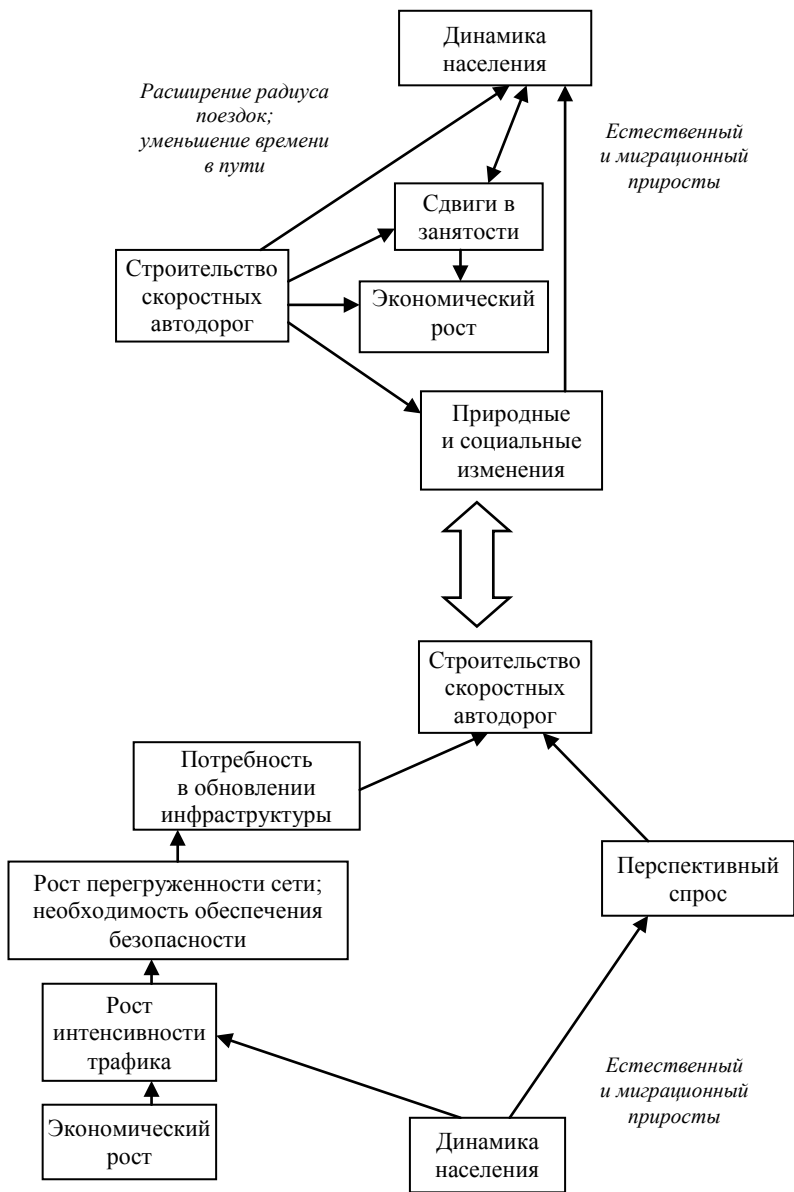 Динамика
населения
Расширение радиуса
поездок;
уменьшение времени
в пути
Естественный
и миграционный
приросты
Сдвиги в
занятости
Строительство
скоростных
автодорог
Экономический
рост
Природные
и социальные
изменения
Строительство
скоростных
автодорог
Потребность
в обновлении
инфраструктуры
Перспективный
спрос
Рост перегруженности сети;
необходимость обеспечения
безопасности
Рост
интенсивности
трафика
Естественный
и миграционный
приросты
Экономический
рост
Динамика
населения